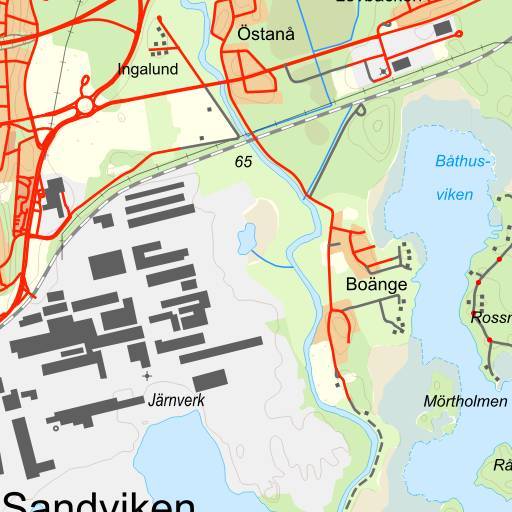 Östanå
Ingalund
65
Båthus-
viken
Boänge
Mörtholmen
Järnverk
Sandviken